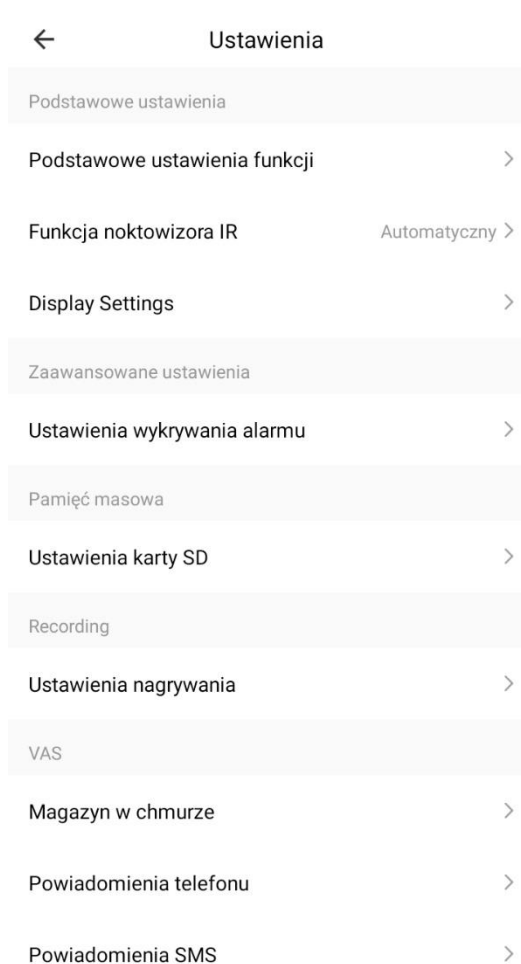 Ustawienia
Podstawowe ustawienia
Podstawowe ustawienia funkcji
Funkcja noktowizora IR Automatyczny
Display Settings
Zaawansowane ustawienia
Ustawienia wykrywania alarmu
Pamięć masowa
Ustawienia karty SD
Recording
Ustawienia nagrywania
VAS
Magazyn w chmurze
Powiadomienia telefonu
Powiadomienia SMS